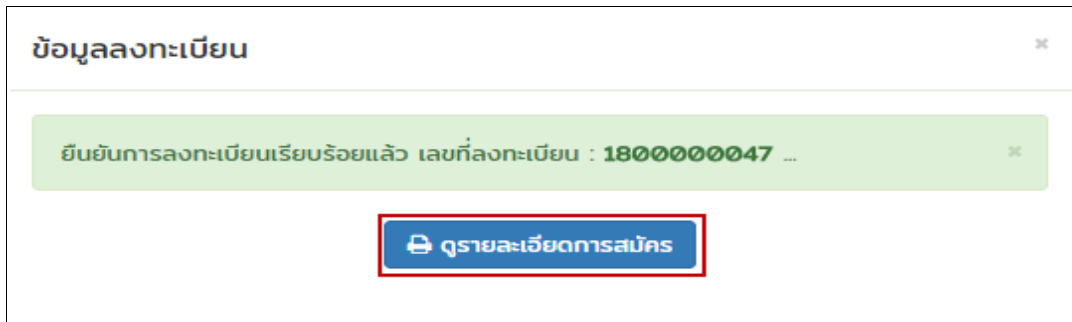 ข้อมูลลงทะเบียน
ยืนยันการลงทะเบียนเรียบร้อยแล้ว เลขที่ลงทะเบียน : 1800000047 ...
ดูรายละเอียดการสมัคร